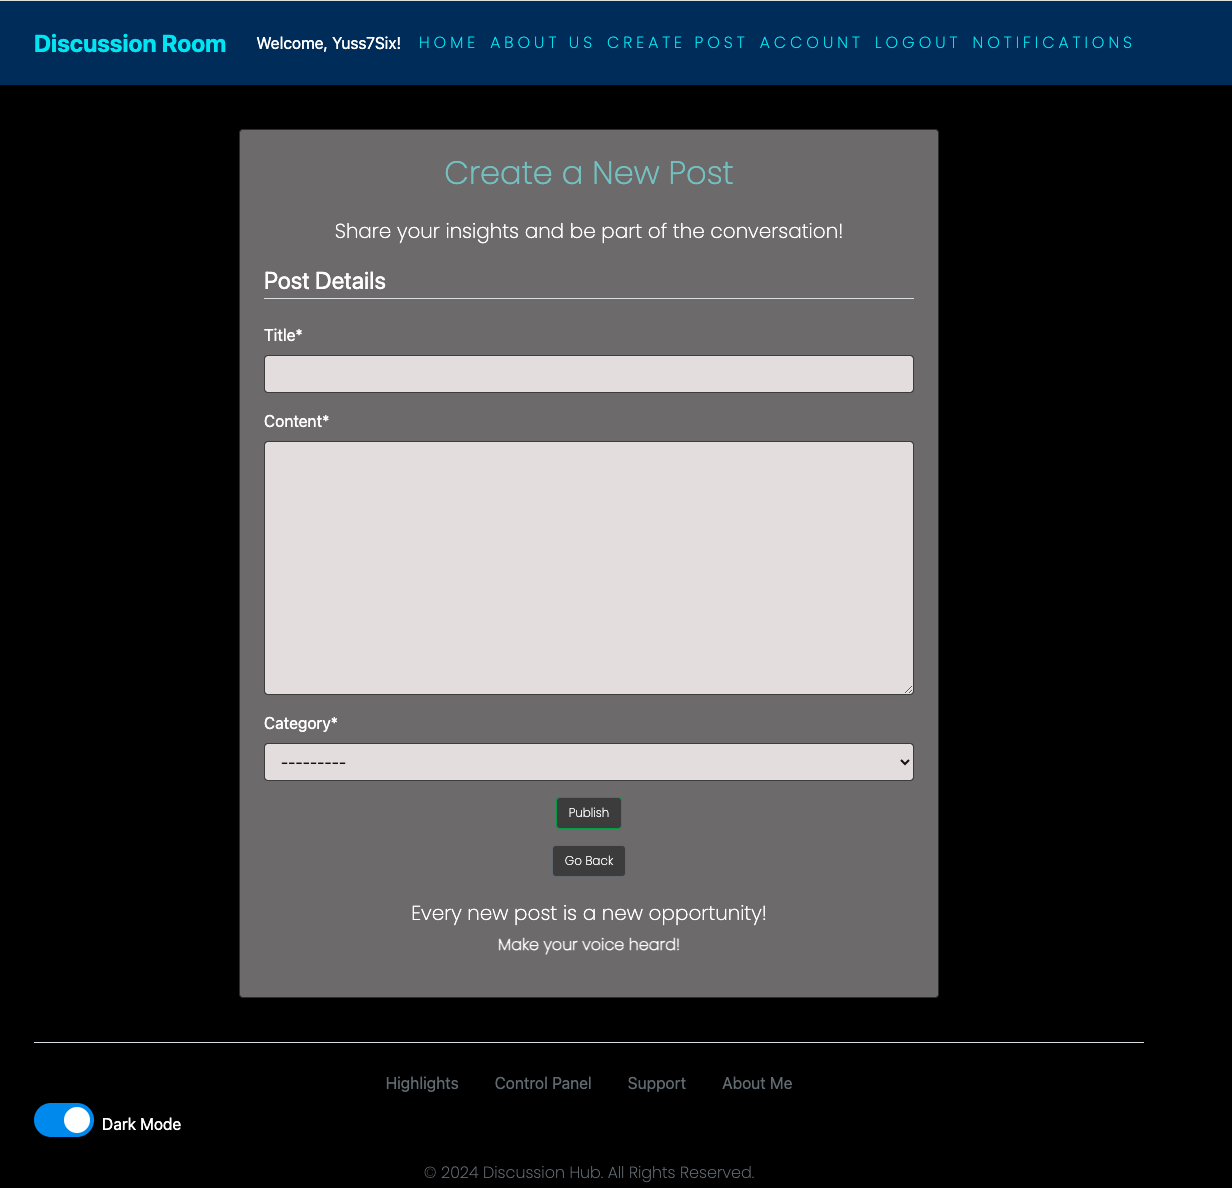 Discussion Room Welcome, Yuss7Six! HOME ABOUT US CREATE POST ACCOUNT LOGOUT NOTIFICATIONS
Create a New Post
Share your insights and be part of the conversation!
Post Details
Title*
Content*
Category*
---------
Publish
Go Back
Every new post is a new opportunity!
Make your voice heard!
Highlights Control Panel Support About Me
Dark Mode
© 2024 Discussion Hub. All Rights Reserved.